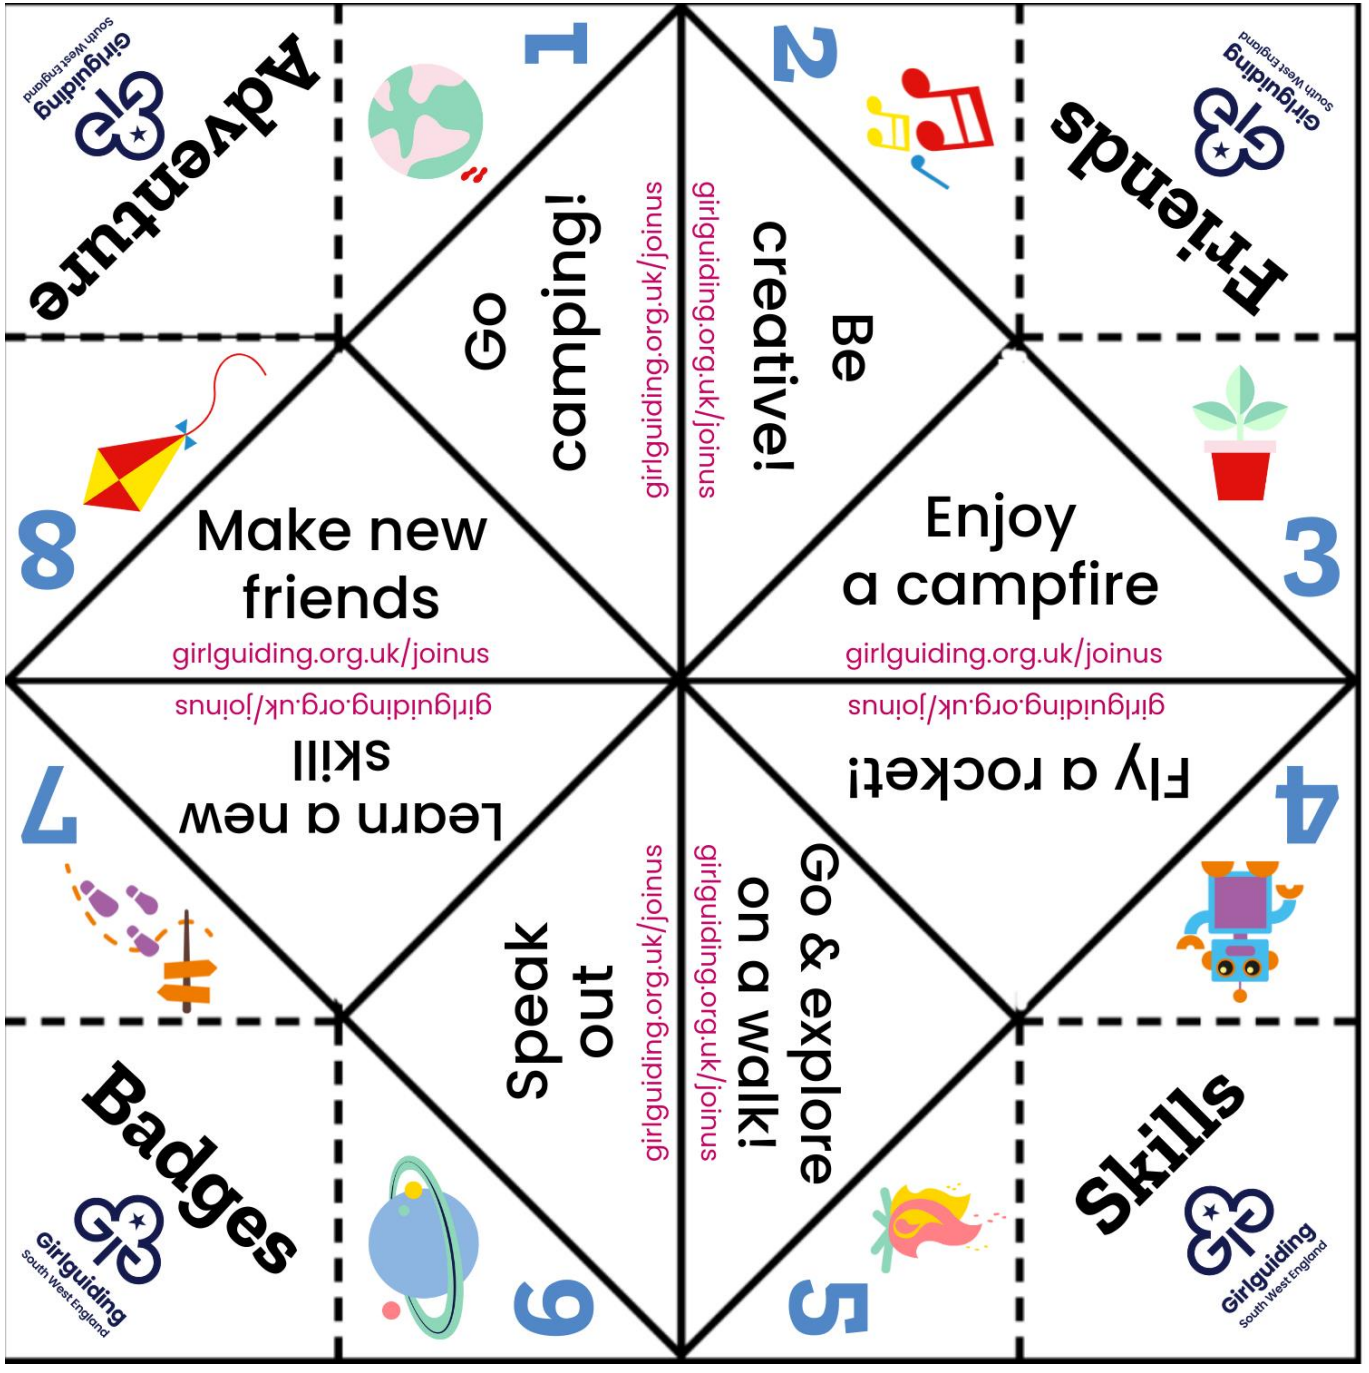 Adventure
Girlguiding
South West England
1
2
Friends
Girlguiding
South West England
Go
camping!
girlguiding.org.uk/joinus
Be
creative!
girlguiding.org.uk/joinus
8
Make new
friends
girlguiding.org.uk/joinus
Enjoy
a campfire
girlguiding.org.uk/joinus
3
7
Learn a new
skill
girlguiding.org.uk/joinus
Fly a rocket!
girlguiding.org.uk/joinus
4
Speak
out
girlguiding.org.uk/joinus
Go & explore
on a walk!
girlguiding.org.uk/joinus
Badges
Girlguiding
South West England
6
5
Skills
Girlguiding
South West England